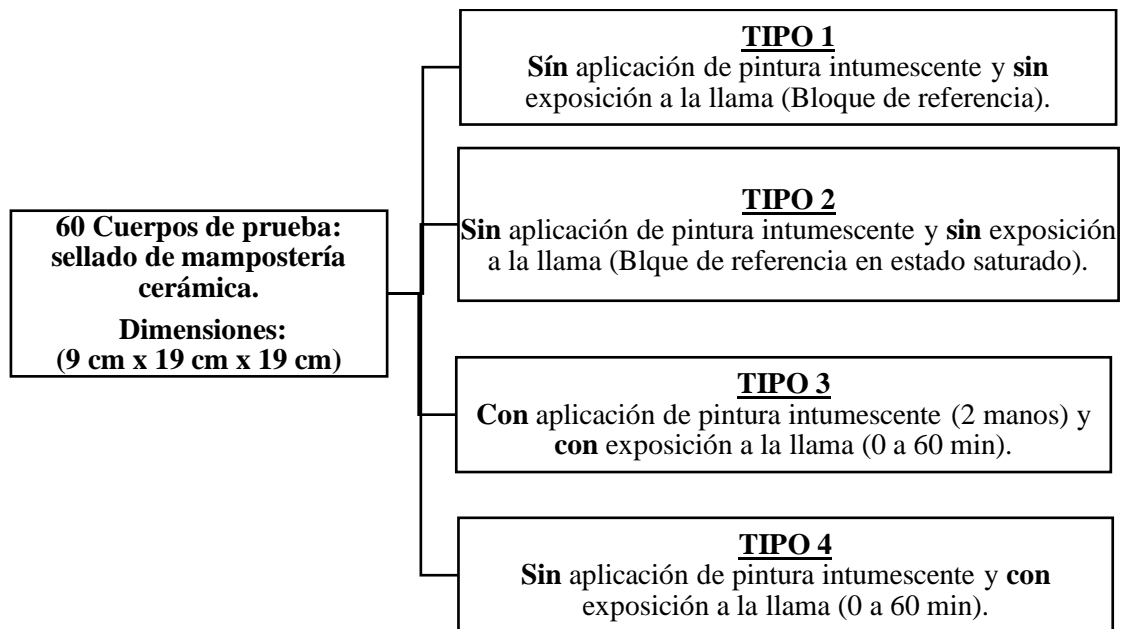 60 Cuerpos de prueba:
sellado de mampostería
cerámica.
Dimensiones:
(9 cm x 19 cm x 19 cm)
TIPO 1
Sín aplicación de pintura intumescente y sin
exposición a la llama (Bloque de referencia).
TIPO 2
Sin aplicación de pintura intumescente y sin exposición
a la llama (Blque de referencia en estado saturado).
TIPO 3
Con aplicación de pintura intumescente (2 manos) y
con exposición a la llama (0 a 60 min).
TIPO 4
Sin aplicación de pintura intumescente y con
exposición a la llama (0 a 60 min).